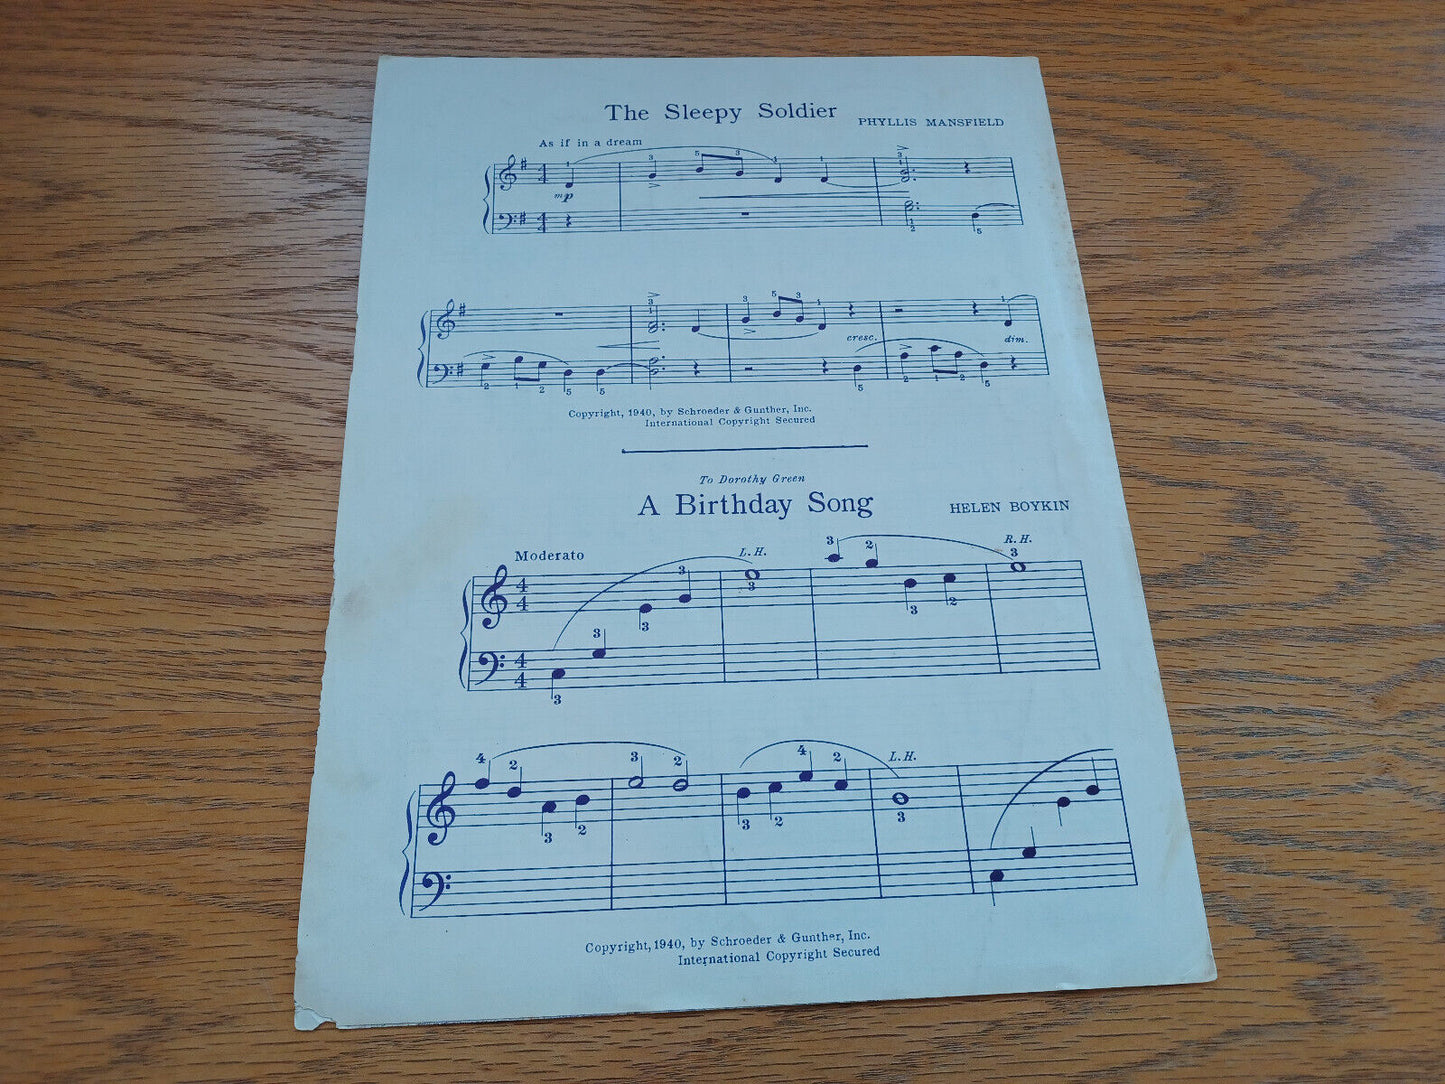 The Sleepy Soldier
PHYLLIS MANSFIELD
As if in a dream
mp
cresc.
dim.
Copyright, 1940, by Schroeder & Gunther, Inc.
International Copyright Secured
To Dorothy Green
A Birthday Song
HELEN BOYKIN
Moderato
L.H.
R.H.
L.H.
Copyright, 1940, by Schroeder & Gunther, Inc.
International Copyright Secured